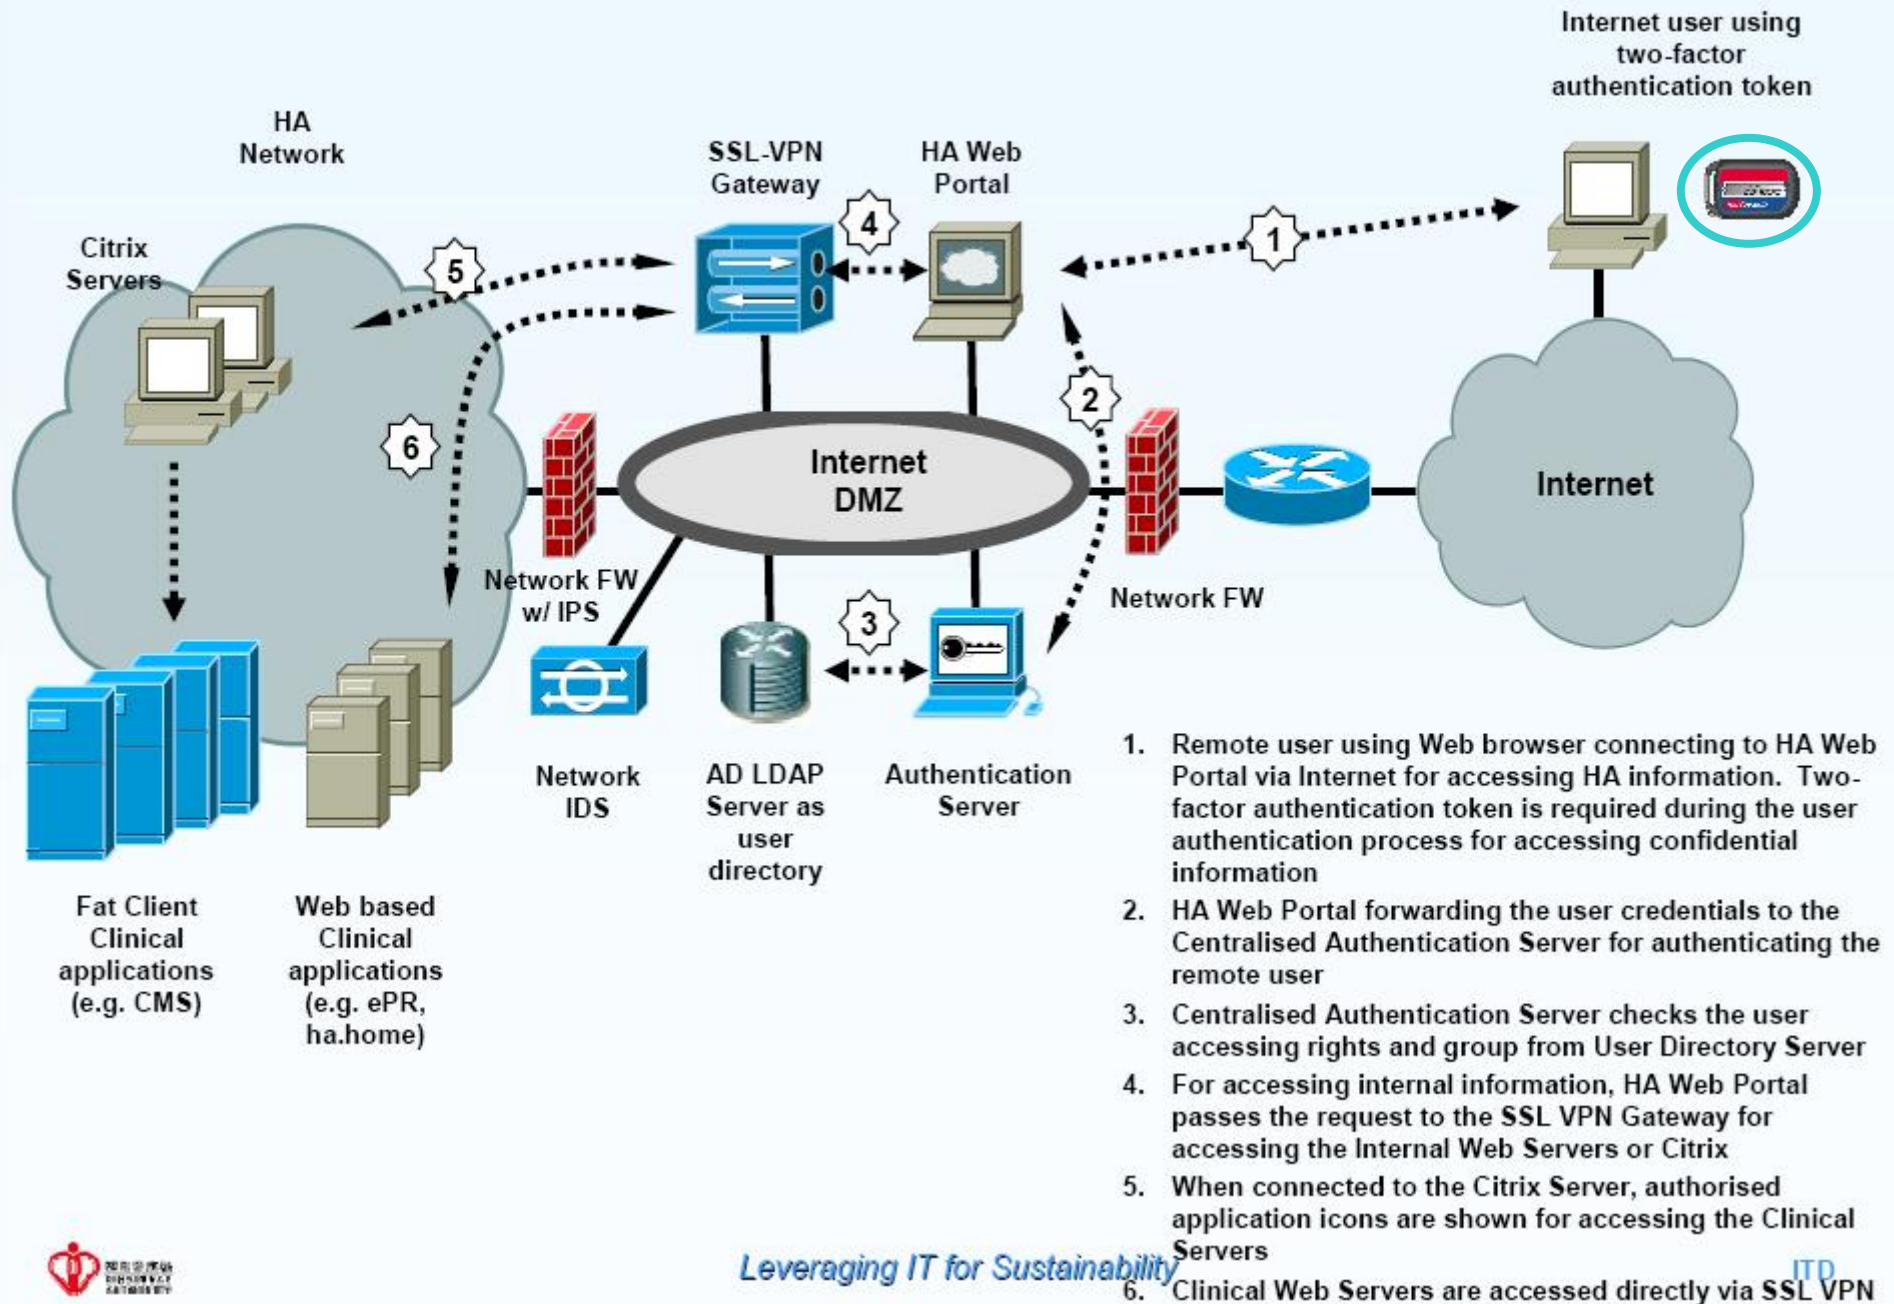 Internet user using
two-factor
authentication token
HA
Network
SSL-VPN
Gateway
HA Web
Portal
4
1
Citrix
Servers
5
2
6
Internet
DMZ
Internet
Network FW
w/ IPS
Network FW
3
Network
IDS
AD LDAP
Server as
user
directory
Authentication
Server
Fat Client
Clinical
applications
(e.g. CMS)
Web based
Clinical
applications
(e.g. ePR,
ha.home)
1. Remote user using Web browser connecting to HA Web
Portal via Internet for accessing HA information. Two-
factor authentication token is required during the user
authentication process for accessing confidential
information
2. HA Web Portal forwarding the user credentials to the
Centralised Authentication Server for authenticating the
remote user
3. Centralised Authentication Server checks the user
accessing rights and group from User Directory Server
4. For accessing internal information, HA Web Portal
passes the request to the SSL VPN Gateway for
accessing the Internal Web Servers or Citrix
5. When connected to the Citrix Server, authorised
application icons are shown for accessing the Clinical
Servers
6. Clinical Web Servers are accessed directly via SSL VPN
Leveraging IT for Sustainability
ITD